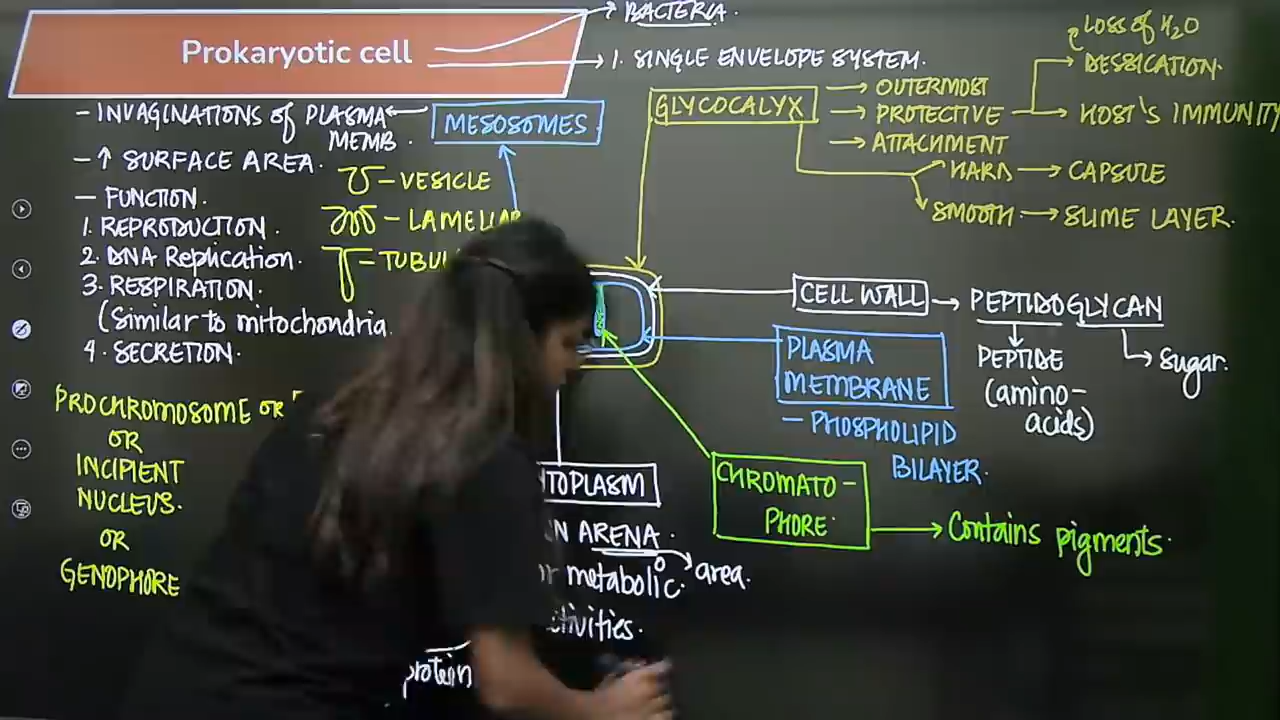 Prokaryotic cell
BACTERIA.
1. SINGLE ENVELOPE SYSTEM.
MESOSOMES
- INVAGINATIONS of PLASMA
MEMB.
- ↑ SURFACE AREA.
- FUNCTION.
1. REPRODUCTION.
2. DNA Replication.
3. RESPIRATION.
(Similar to mitochondria
4. SECRETION.
- VESICLE
- LAMELLAR
PROCHROMOSOME OR
OR
INCIPIENT
NUCLEUS.
OR
GENOPHORE
GLYCOCALYX
OUTERMOST
PROTECTIVE
ATTACHMENT
Loss of H2O
DESSICATION.
HOST'S IMMUNITY
HARD → CAPSULE
SMOOTH → SLIME LAYER.
CELL WALL → PEPTIDOGLYCAN
PEPTIDE
(amino-
acids)
Sugar.
PLASMA
MEMBRANE
- PHOSPHOLIPID
BILAYER.
CHROMATO -
PHORE.
Contains pigments.
ARENA.
area.
metabolic.
protein